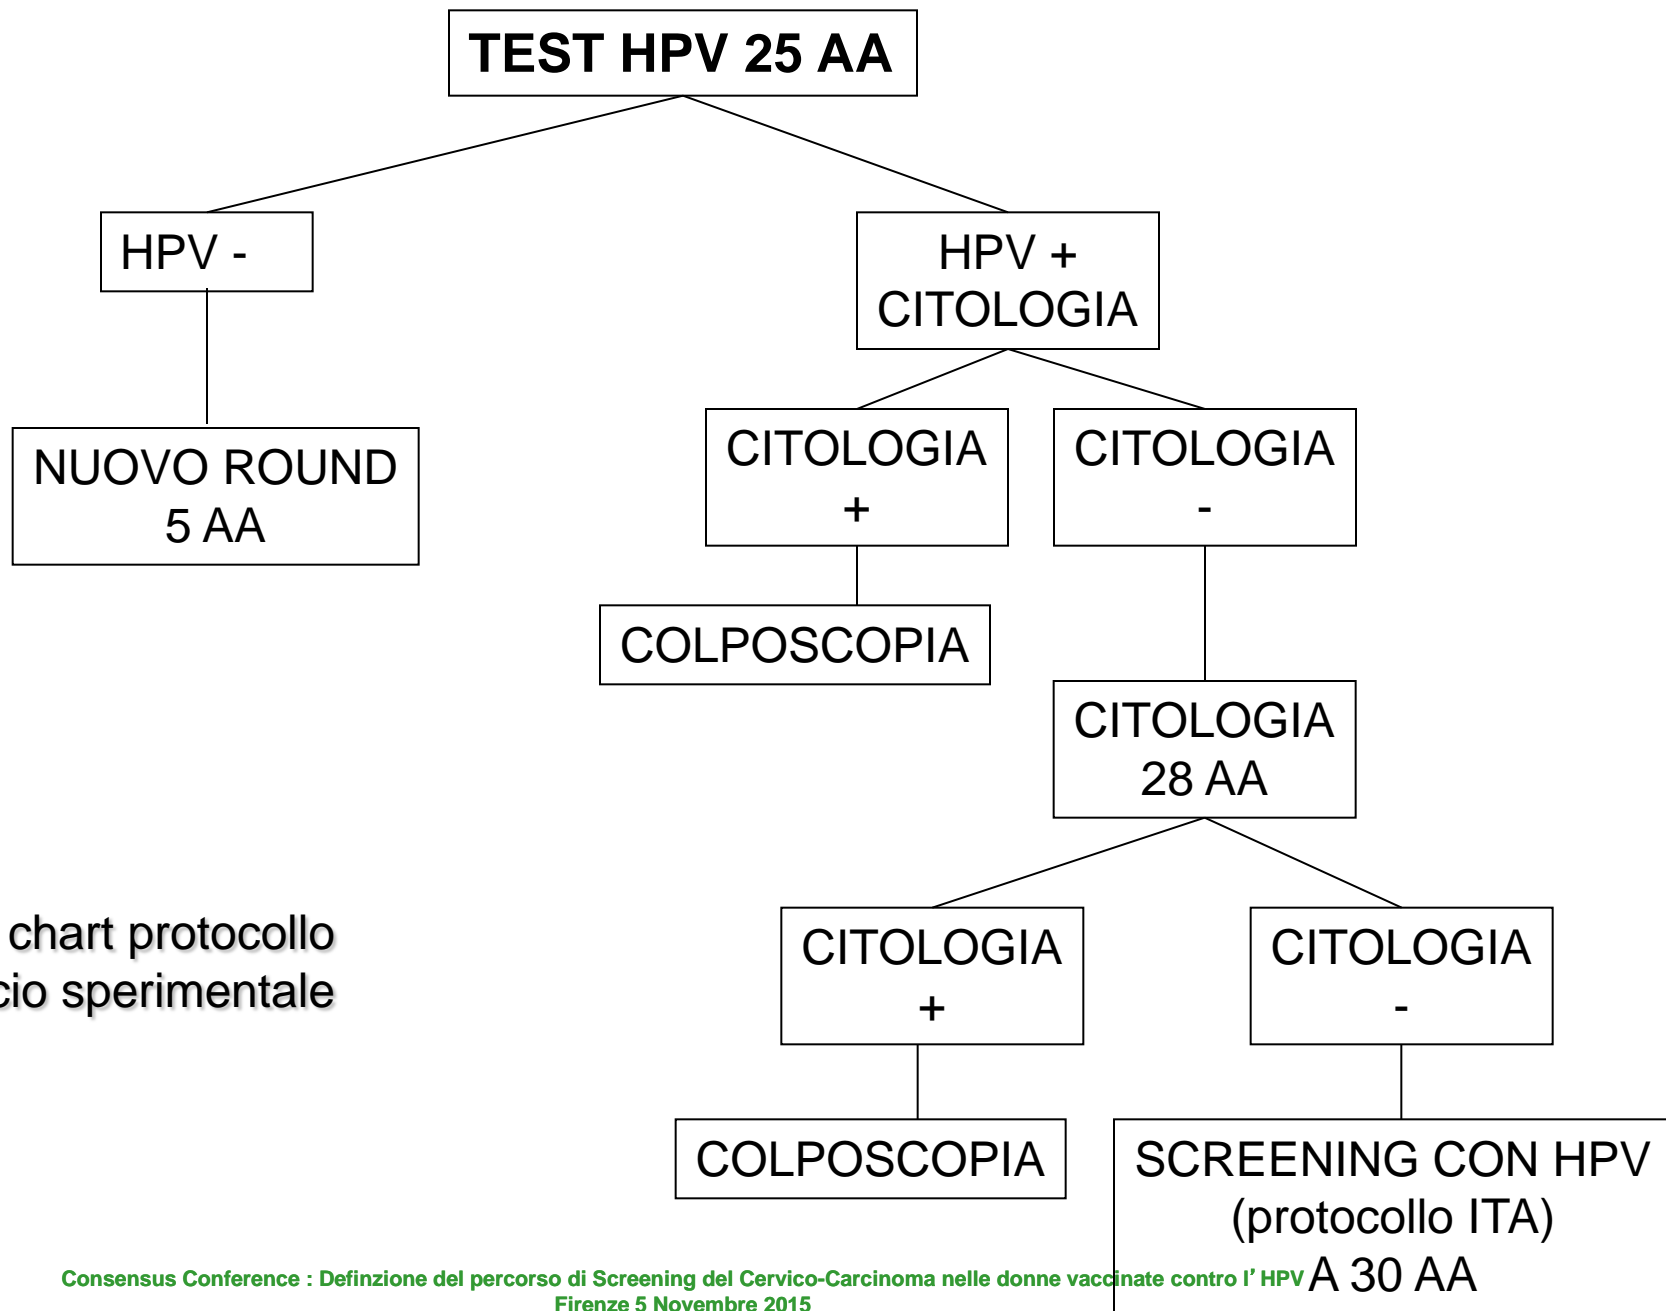 TEST HPV 25 AA
HPV -
HPV +
CITOLOGIA
NUOVO ROUND
5 AA
CITOLOGIA
+
CITOLOGIA
-
COLPOSCOPIA
CITOLOGIA
28 AA
chart protocollo
sperimentale
CITOLOGIA
+
CITOLOGIA
-
COLPOSCOPIA
SCREENING CON HPV
(protocollo ITA)
A 30 AA
Consensus Conference : Definzione del percorso di Screening del Cervico-Carcinoma nelle donne vaccinate contro l’ HPV
Firenze 5 Novembre 2015